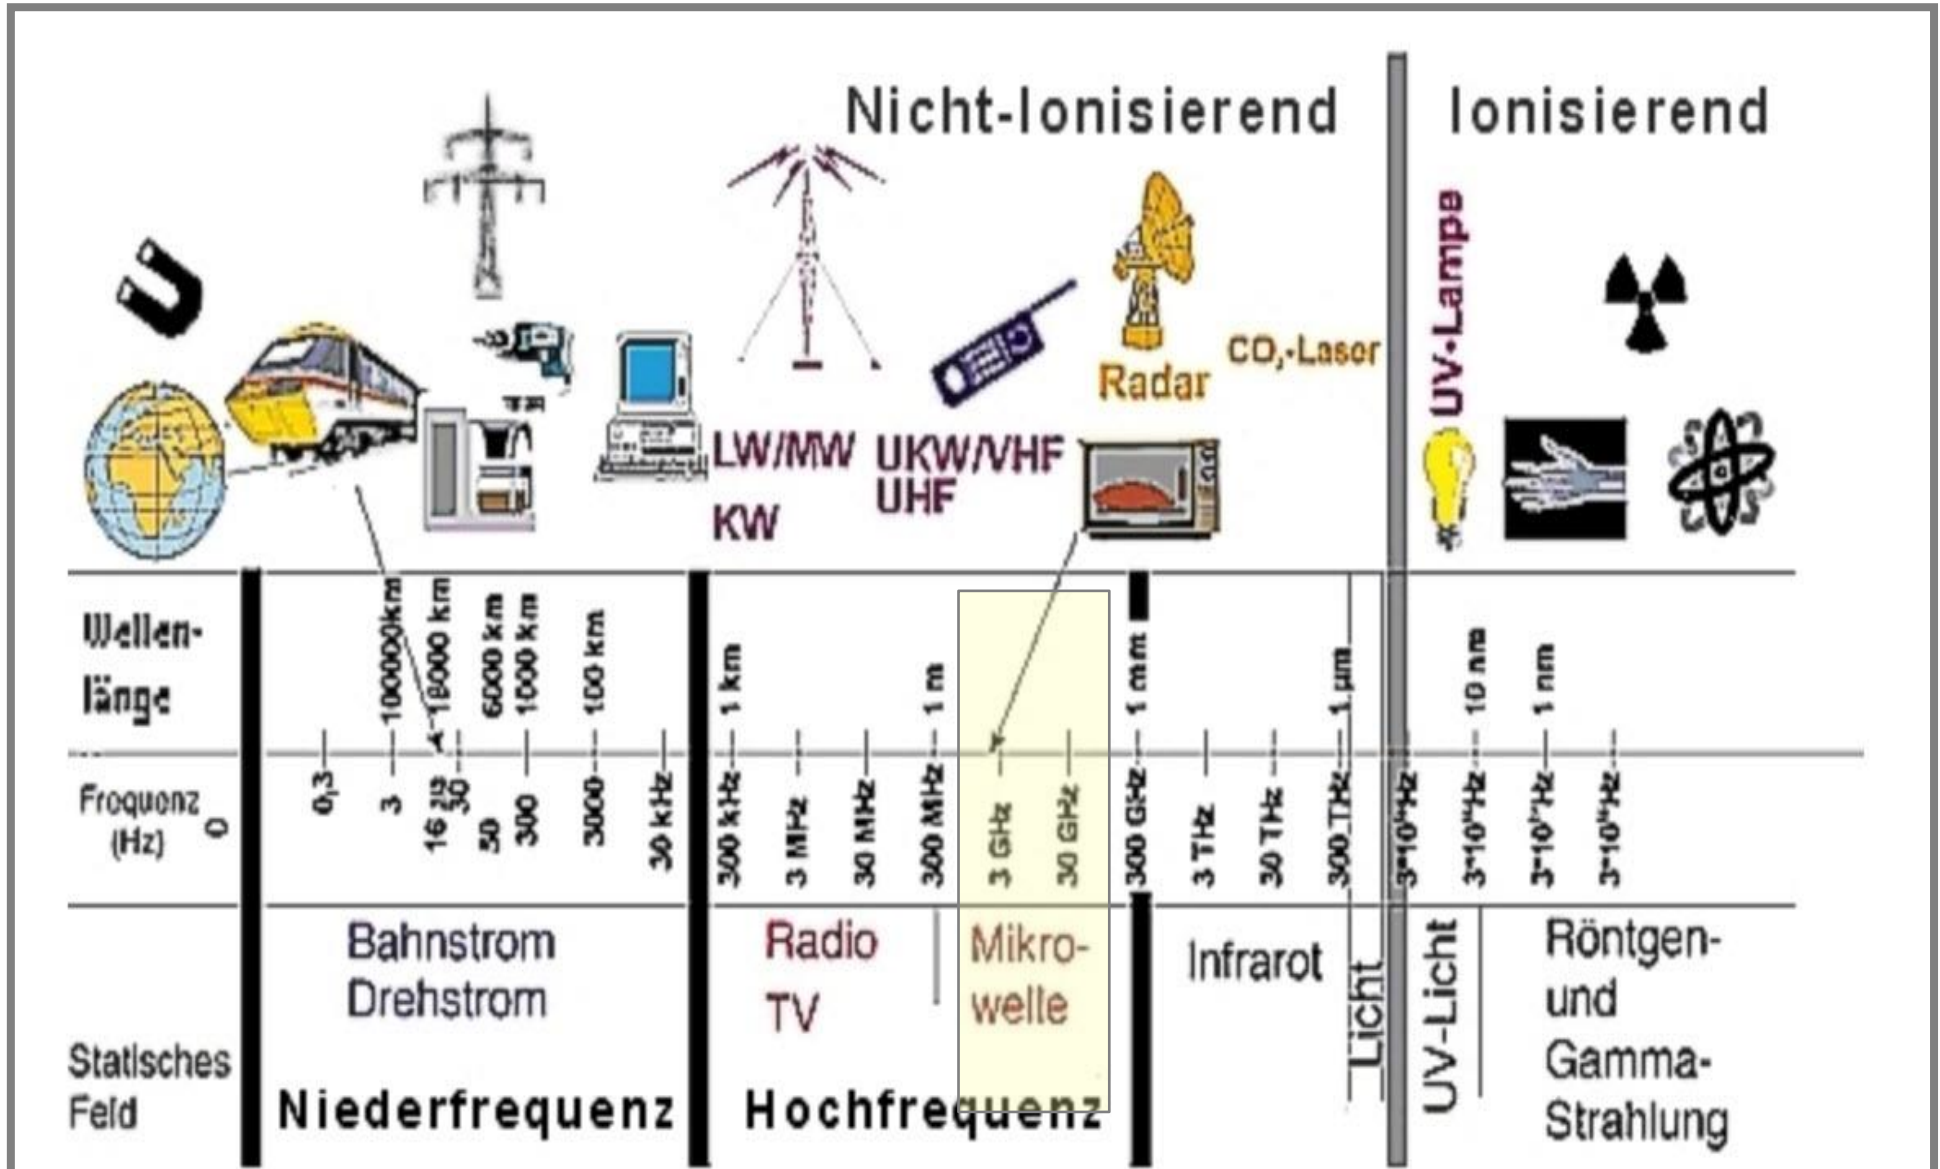 Nicht-Ionisierend
Ionisierend
UV-Lampe
CO₂-Laser
Radar
LW/MW
KW
UKW/VHF
UHF
Wellen-
länge
100000km
18000 km
6000 km
1000 km
100 km
1 km
1 m
1 mm
1 µm
10 nm
1 nm
Frequenz
(Hz)
0
0,3
3
16 2/3
30
50
300
3000
30 kHz
300 kHz
3 MHz
30 MHz
300 MHz
3 GHz
30 GHz
300 GHz
3 THz
30 THz
300 THz
Bahnstrom
Drehstrom
Radio
TV
Mikro-
welle
Infrarot
Licht
UV-Licht
Röntgen-
und
Gamma-
Strahlung
Statisches
Feld
Niederfrequenz
Hochfrequenz